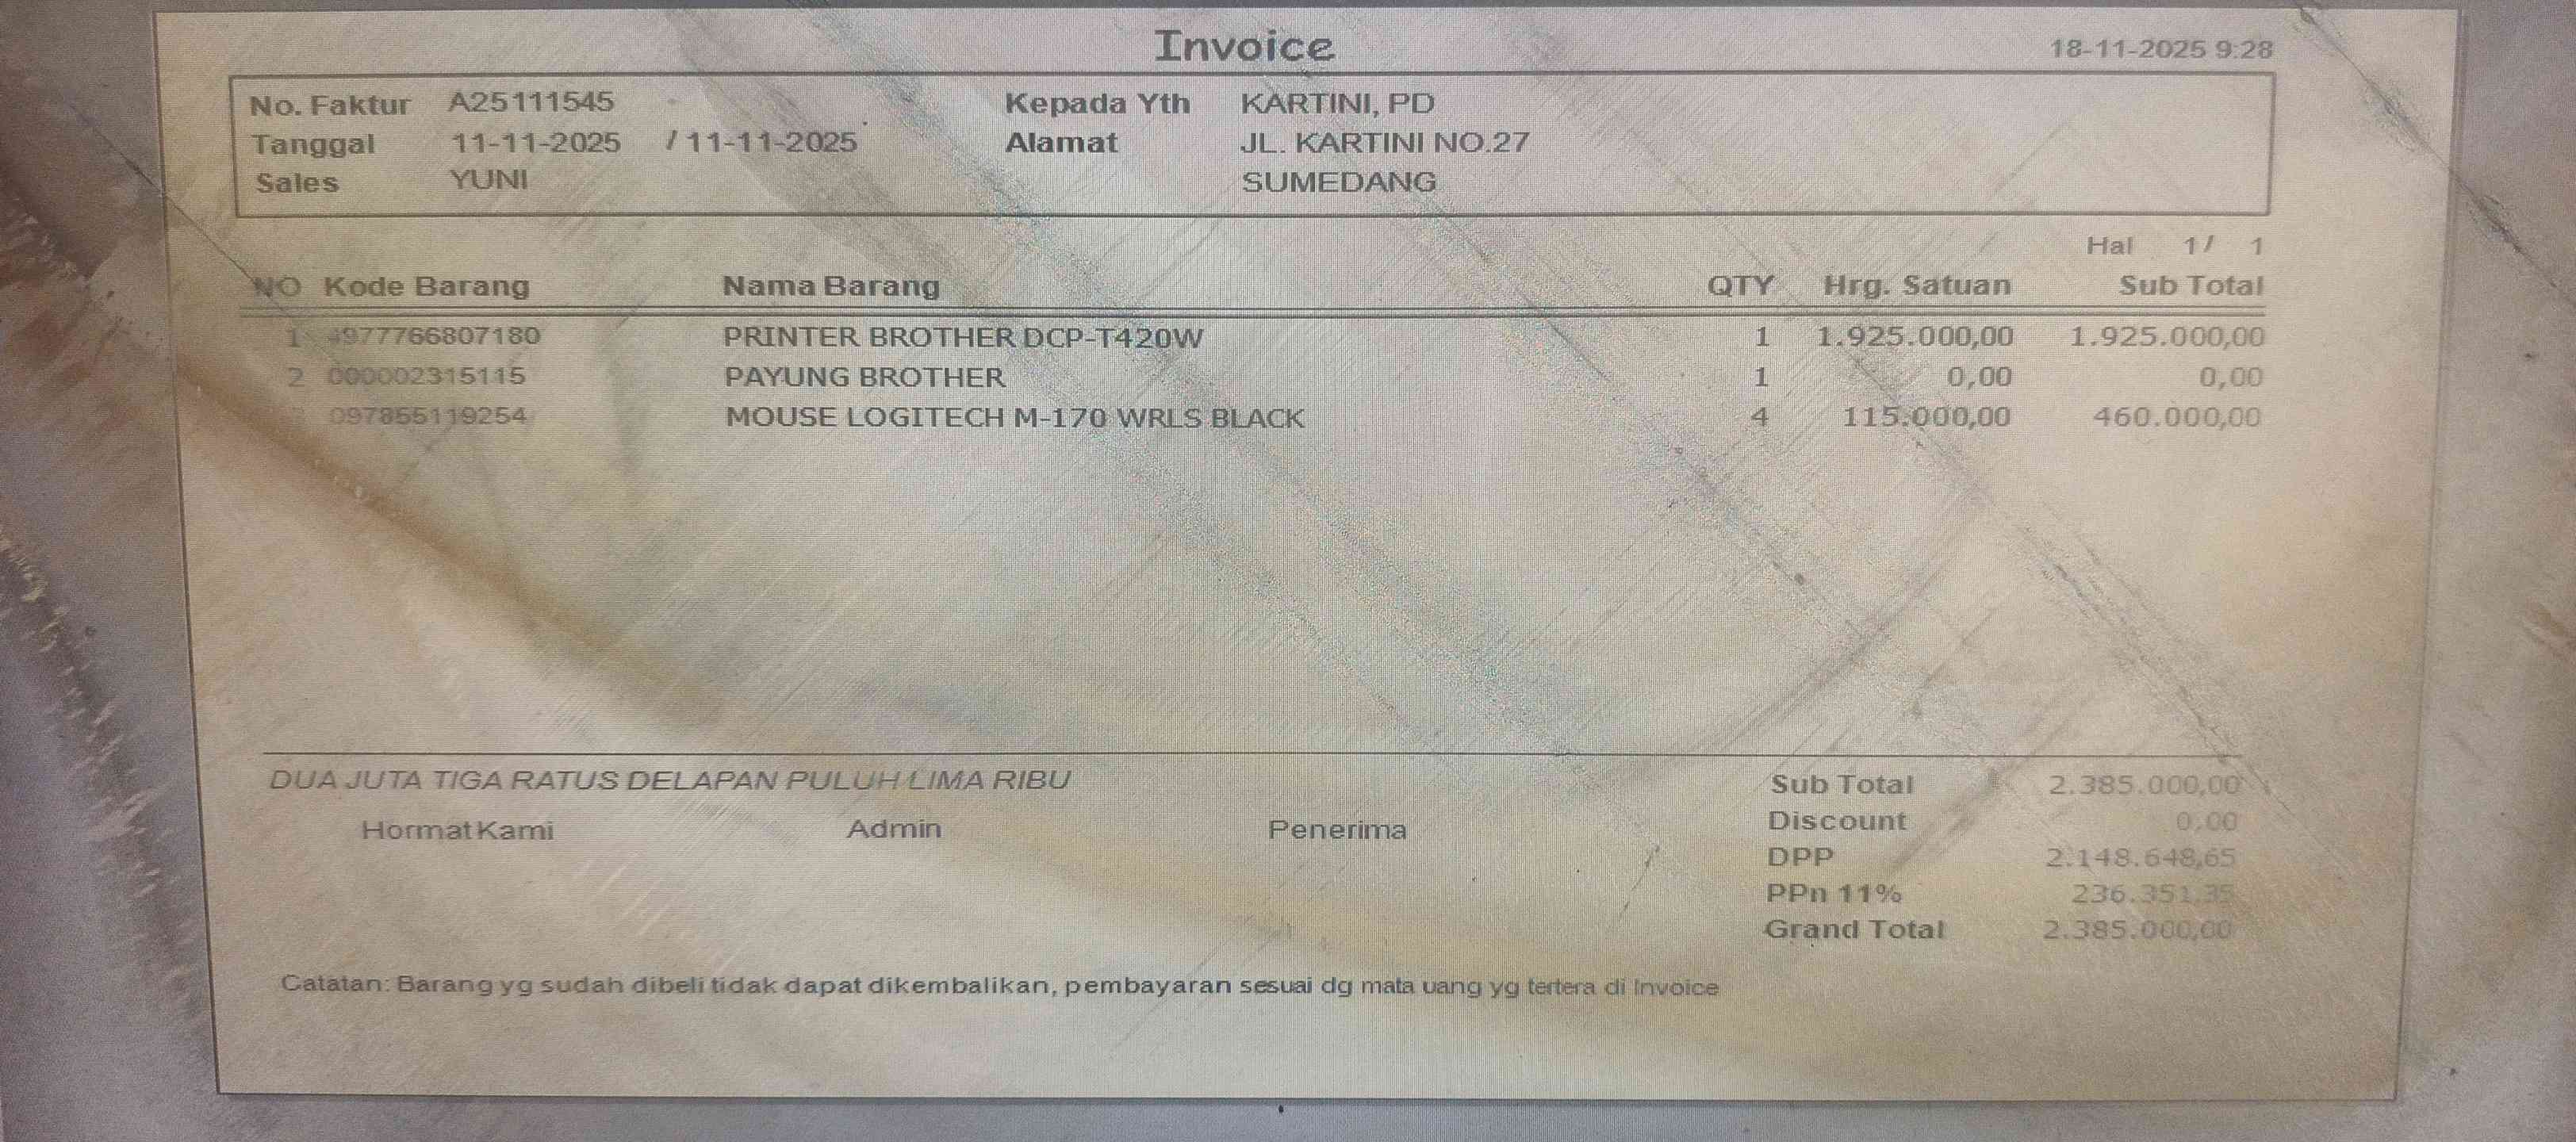 Invoice
18-11-2025 9:28
No. Faktur A25111545 Kepada Yth KARTINI, PD
Tanggal 11-11-2025 / 11-11-2025 Alamat JL. KARTINI NO.27
Sales YUNI SUMEDANG
Hal 1/ 1
NO Kode Barang Nama Barang QTY Hrg. Satuan Sub Total
1 4977766807180 PRINTER BROTHER DCP-T420W 1 1.925.000,00 1.925.000,00
2 000002315115 PAYUNG BROTHER 1 0,00 0,00
3 097855119254 MOUSE LOGITECH M-170 WRLS BLACK 4 115.000,00 460.000,00
DUA JUTA TIGA RATUS DELAPAN PULUH LIMA RIBU Sub Total 2.385.000,00
Hormat Kami Admin Penerima Discount 0,00
DPP 2.148.648,65
PPn 11% 236.351,35
Grand Total 2.385.000,00
Catatan: Barang yg sudah dibeli tidak dapat dikembalikan, pembayaran sesuai dg mata uang yg tertera di Invoice